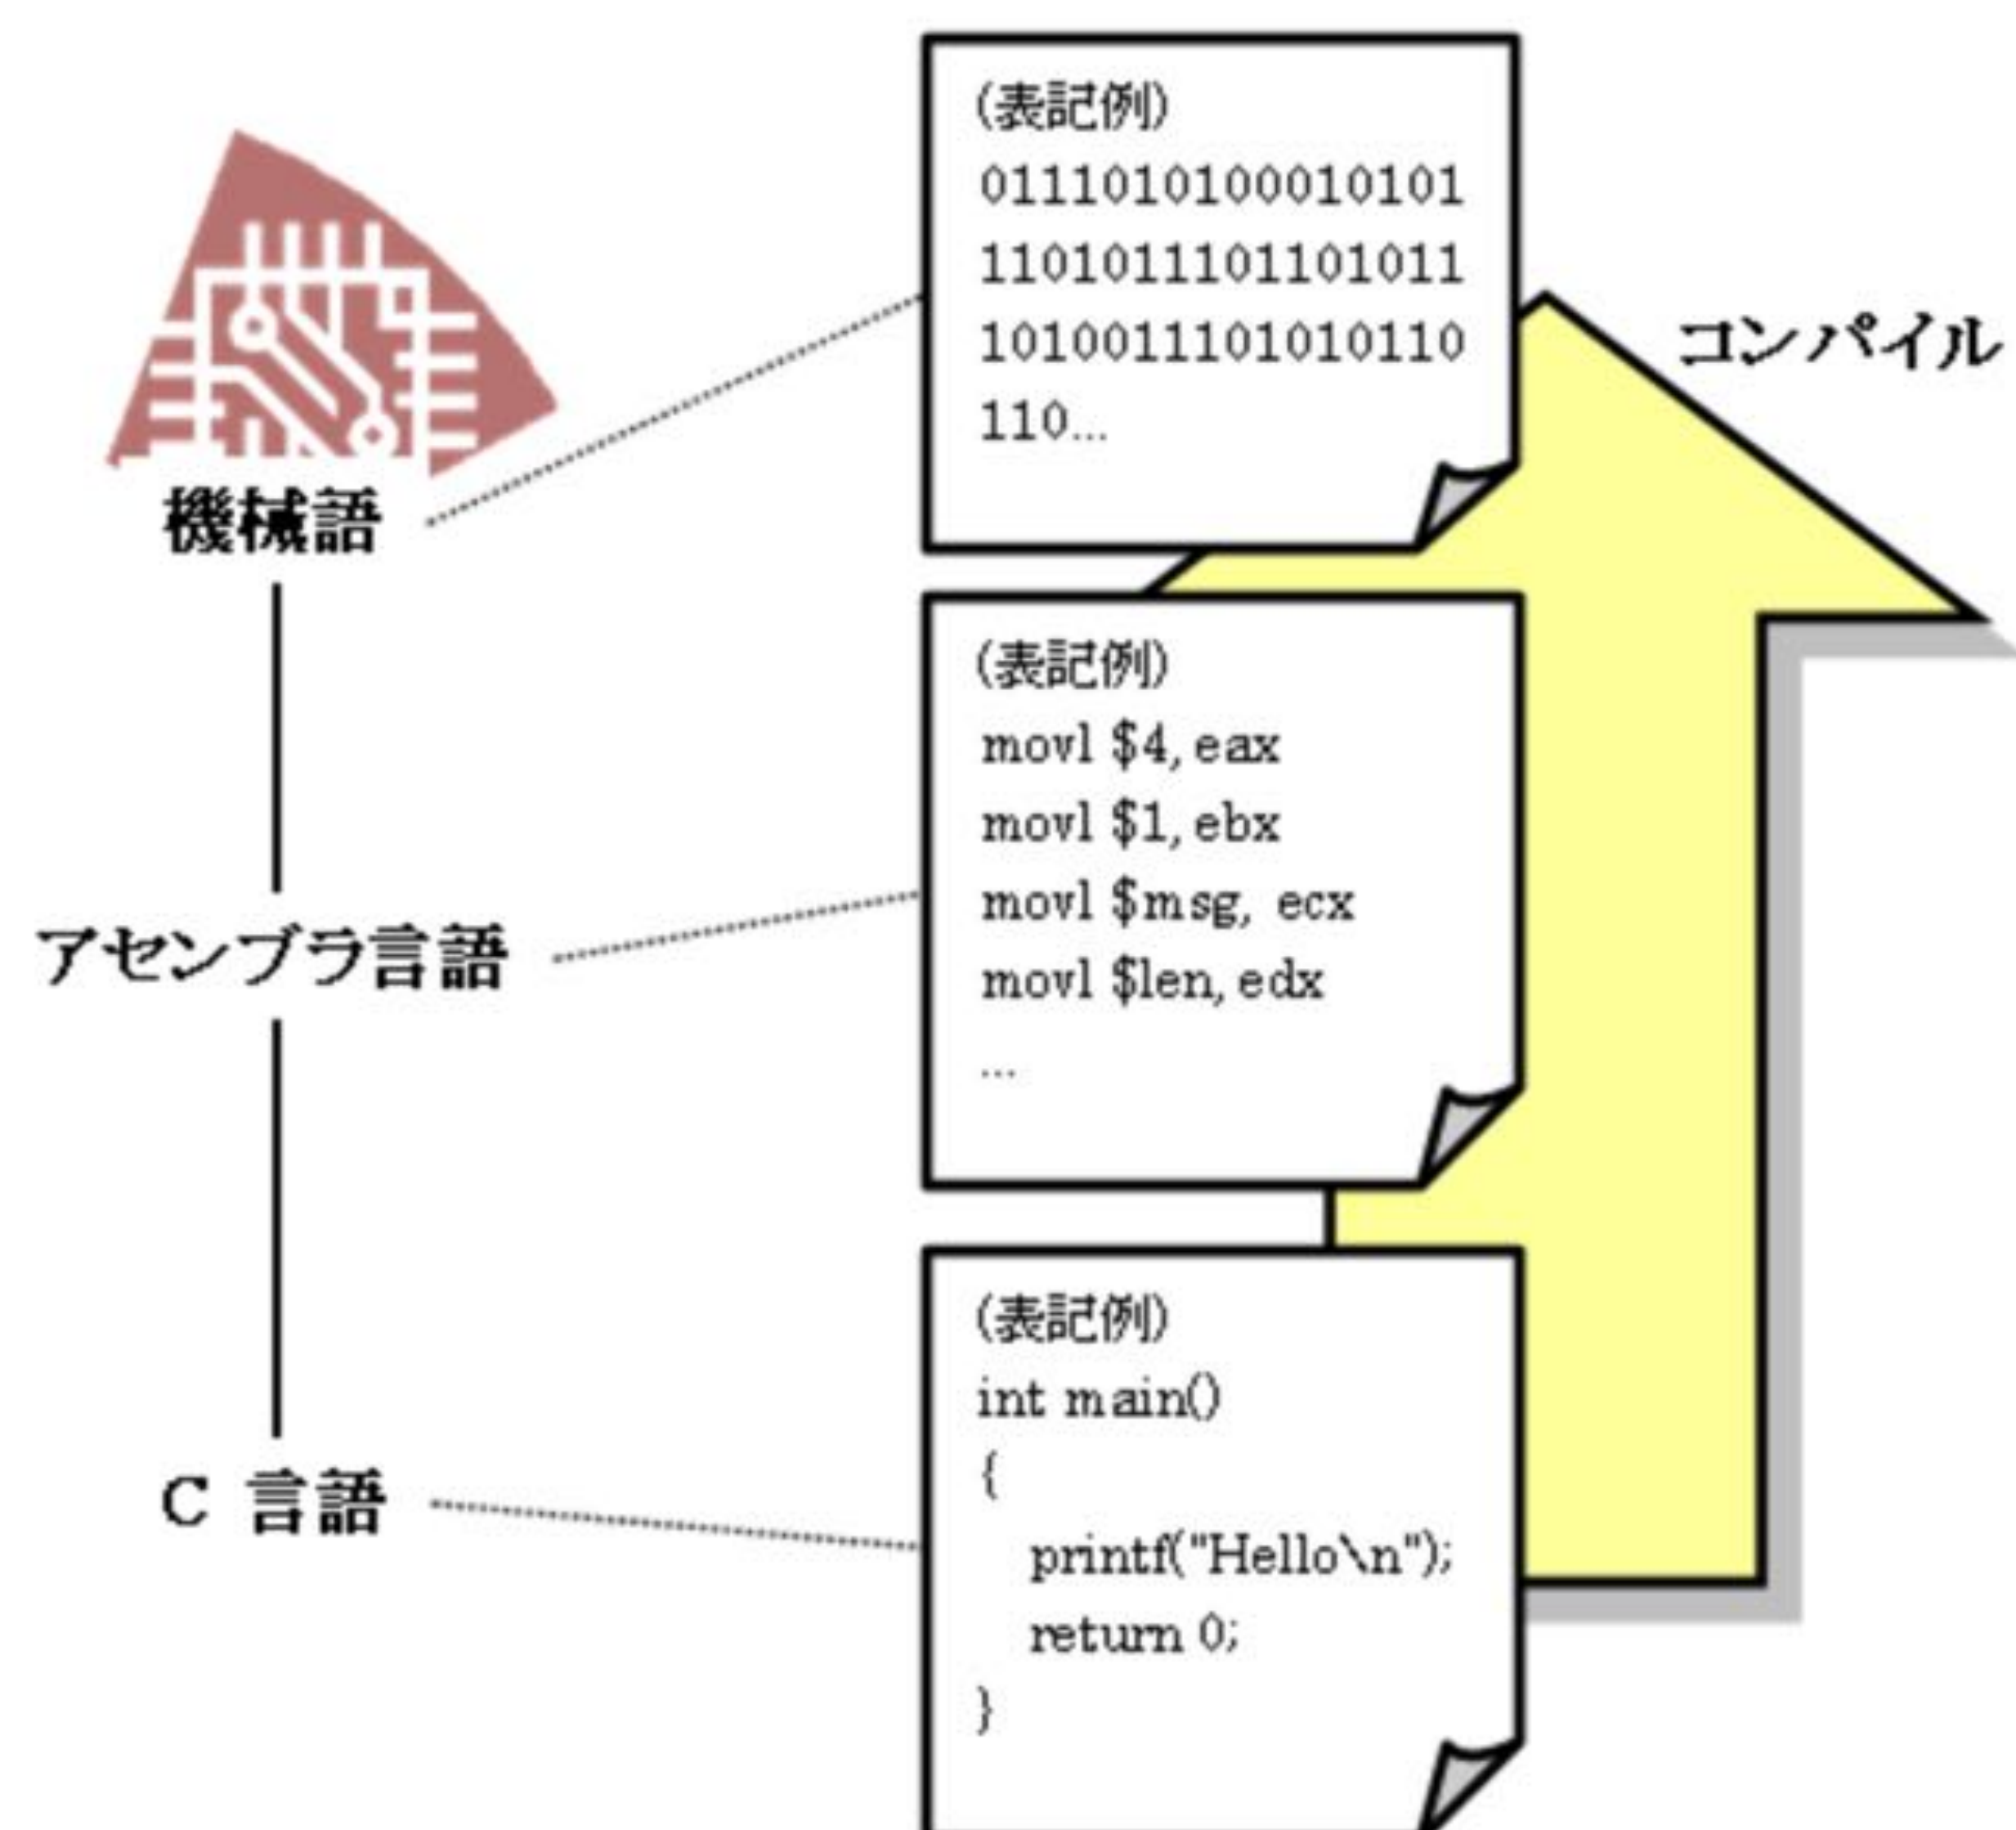 (表記例)
0111010100010101
1101011101101011
1010011101010110
110...
コンパイル
機械語
(表記例)
movl $4, eax
movl $1, ebx
movl $msg, ecx
movl $len, edx
...
アセンブラ言語
(表記例)
int main()
{
printf("Hello\n");
return 0;
}
C 言語